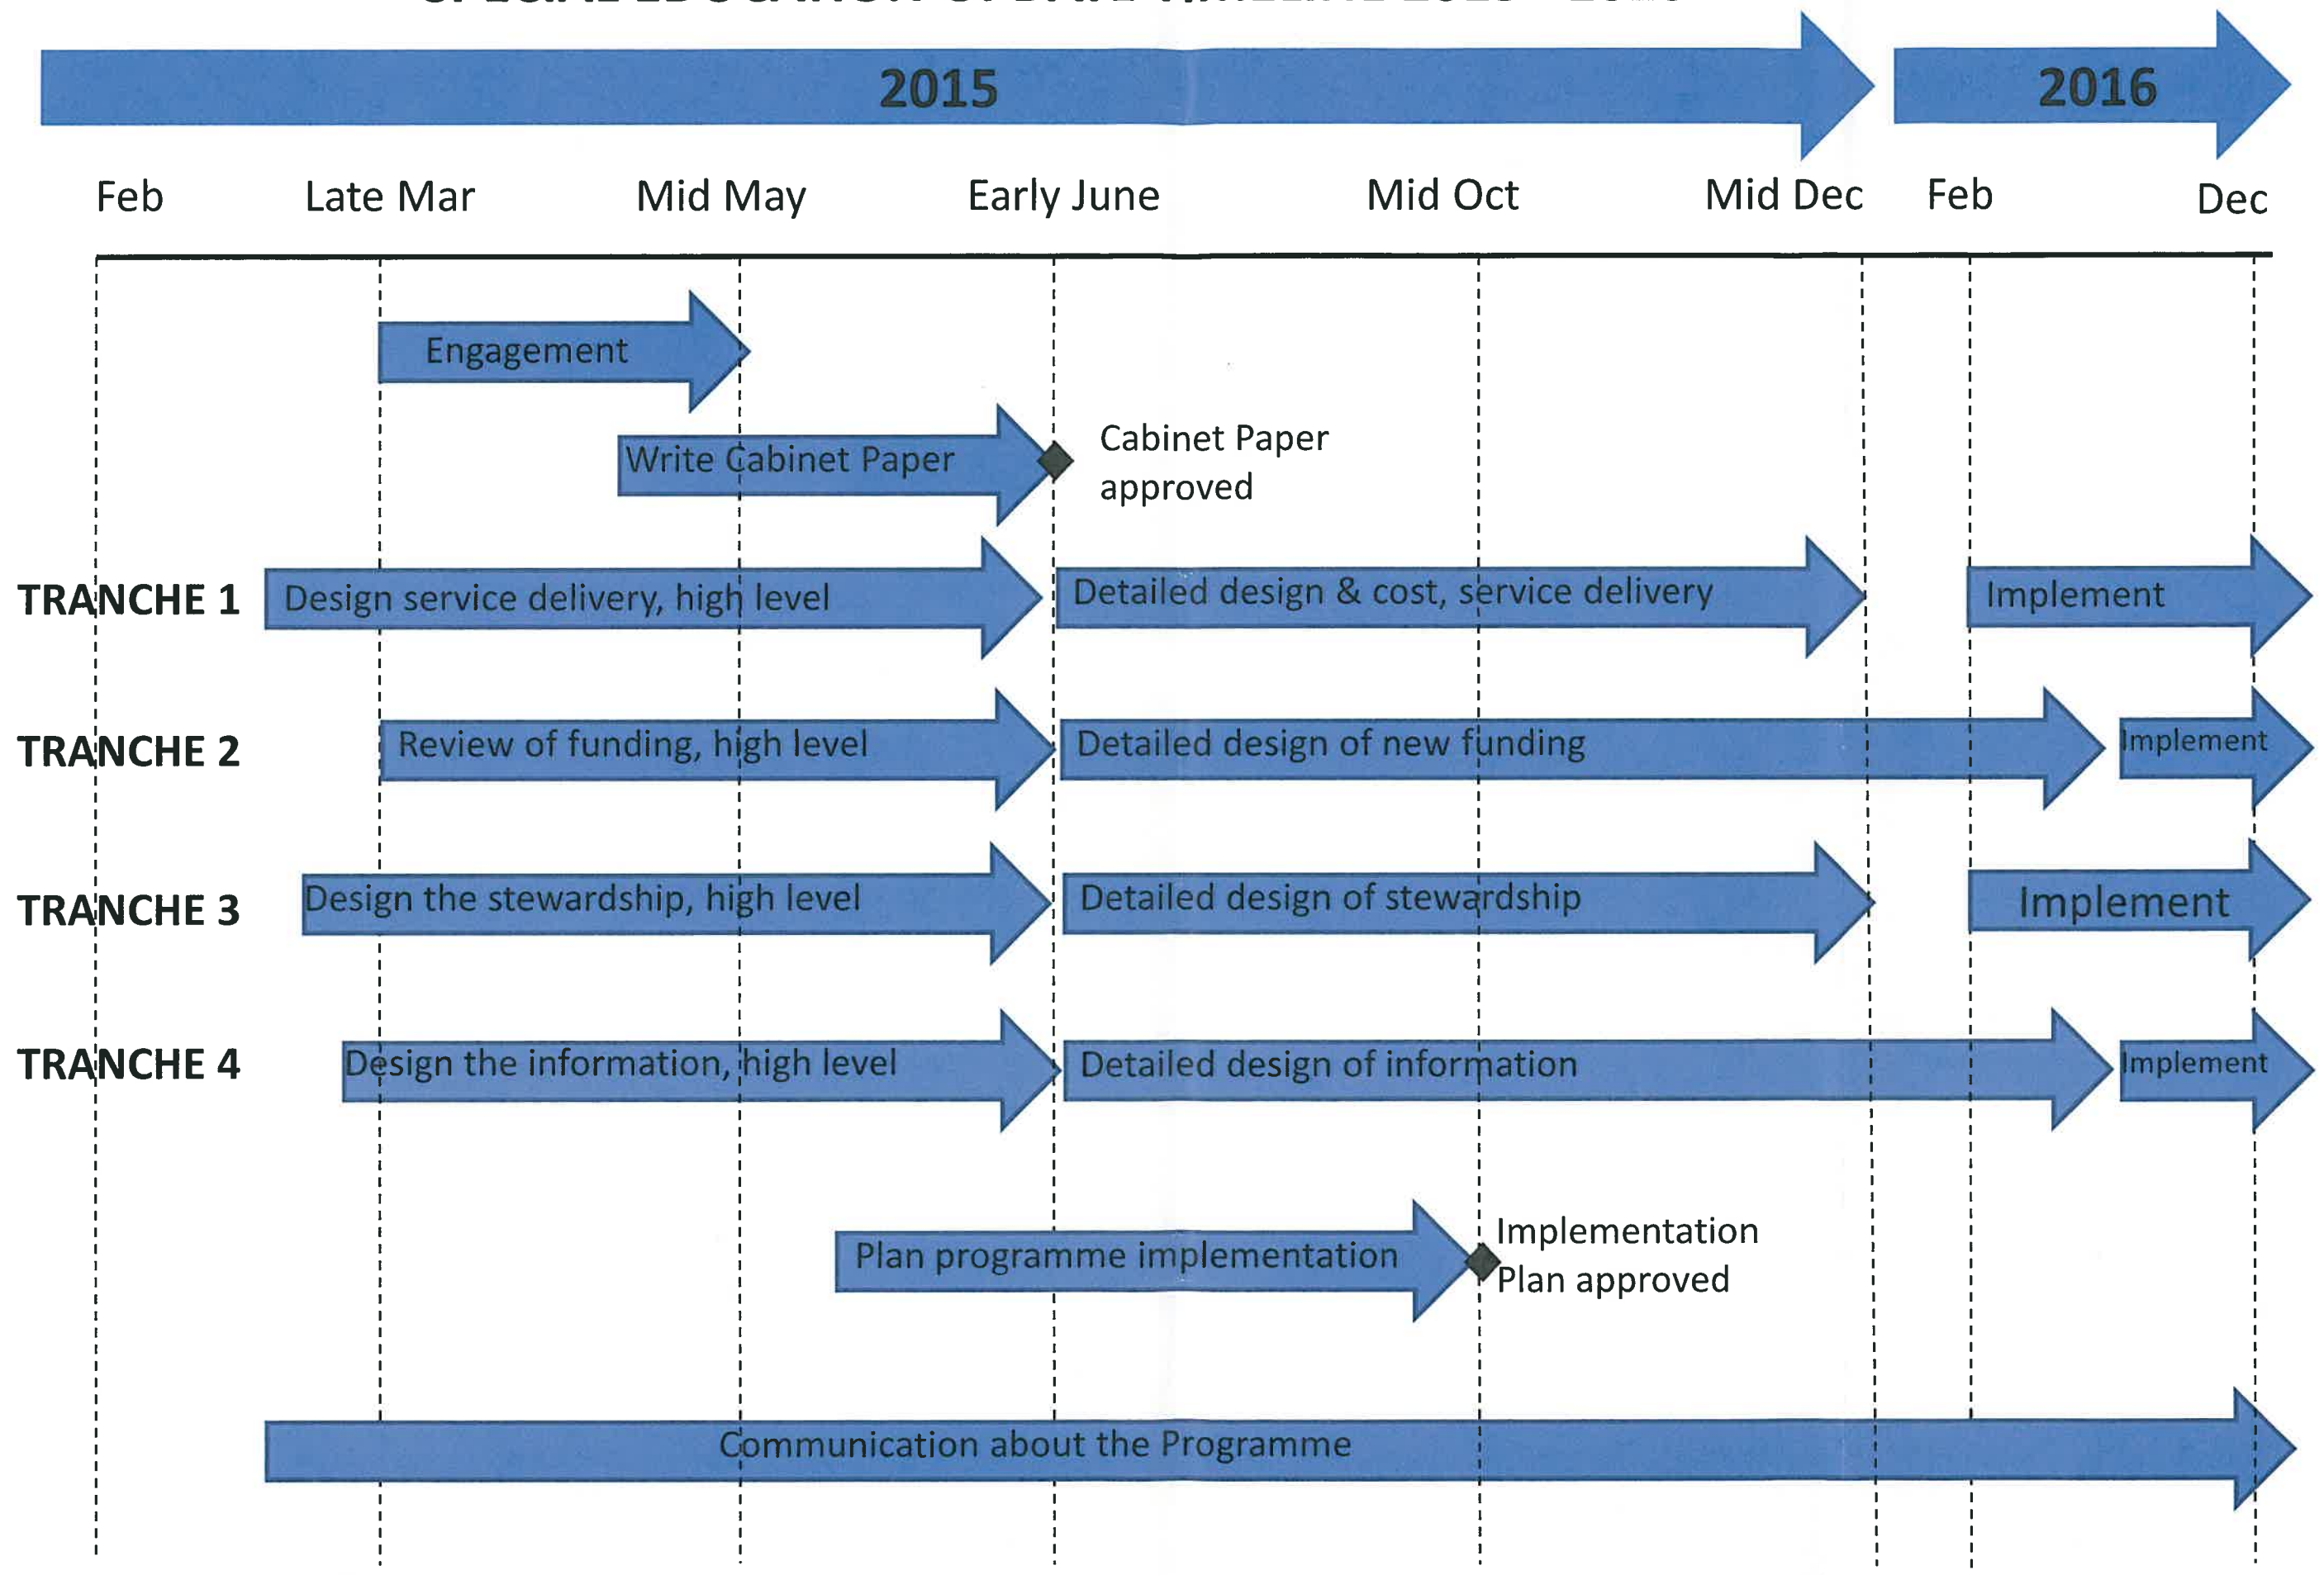 2015 2016
Feb Late Mar Mid May Early June Mid Oct Mid Dec Feb Dec
Engagement
Write Cabinet Paper
Cabinet Paper
approved
TRANCHE 1 Design service delivery, high level Detailed design & cost, service delivery Implement
TRANCHE 2 Review of funding, high level Detailed design of new funding Implement
TRANCHE 3 Design the stewardship, high level Detailed design of stewardship Implement
TRANCHE 4 Design the information, high level Detailed design of information Implement
Plan programme implementation
Implementation
Plan approved
Communication about the Programme